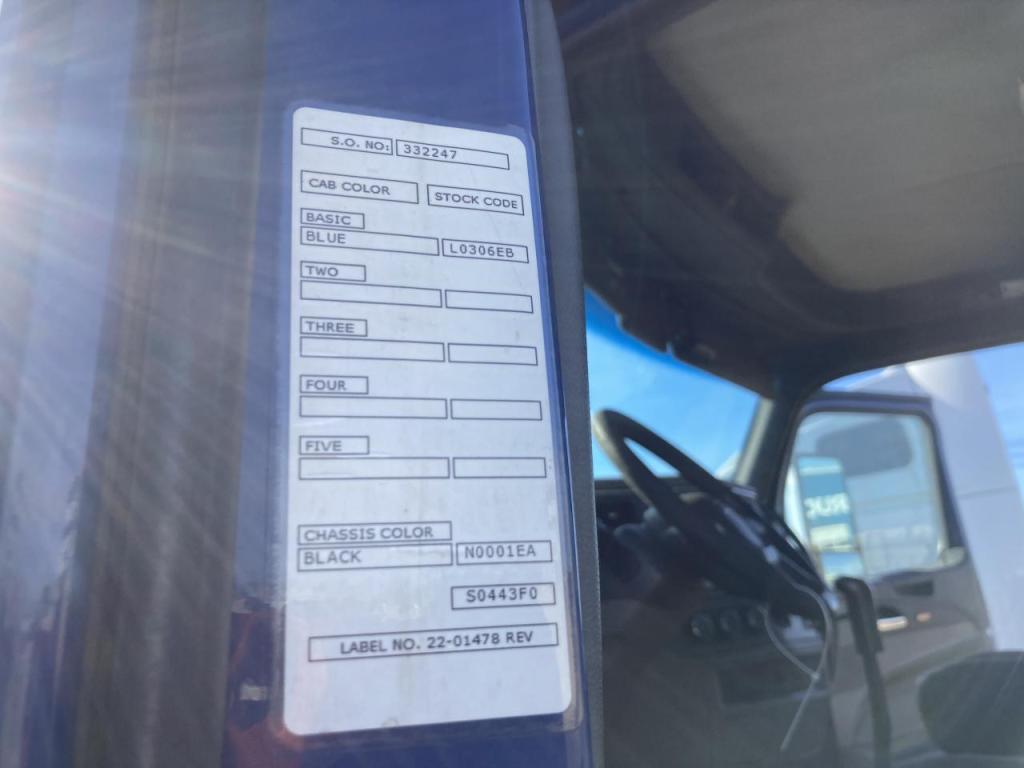 S.O. NO: 332247
CAB COLOR STOCK CODE
BASIC
BLUE L0306EB
TWO
THREE
FOUR
FIVE
CHASSIS COLOR
BLACK N0001EA
S0443F0
LABEL NO. 22-01478 REV